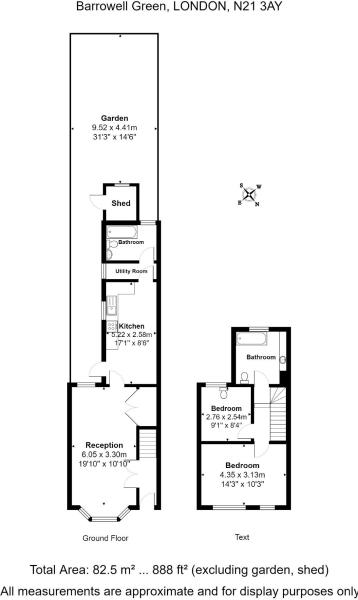 Barrowell Green, LONDON, N21 3AY
Garden
9.52 x 4.41m
31'3" x 14'6"
Shed
S
W
E
N
Bathroom
Utility Room
Kitchen
5.22 x 2.58m
17'1" x 8'6"
Bathroom
Bedroom
2.76 x 2.54m
9'1" x 8'4"
Reception
6.05 x 3.30m
19'10" x 10'10"
Bedroom
4.35 x 3.13m
14'3" x 10'3"
Ground Floor
Text
Total Area: 82.5 m² ... 888 ft² (excluding garden, shed)
All measurements are approximate and for display purposes only